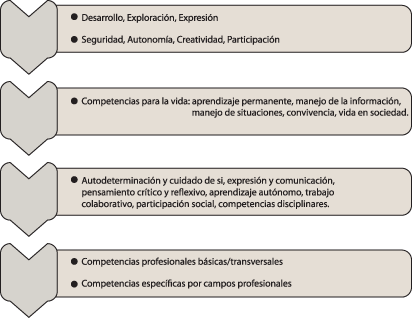 ● Desarrollo, Exploración, Expresión
● Seguridad, Autonomía, Creatividad, Participación
● Competencias para la vida: aprendizaje permanente, manejo de la información,
manejo de situaciones, convivencia, vida en sociedad.
● Autodeterminación y cuidado de si, expresión y comunicación,
pensamiento crítico y reflexivo, aprendizaje autónomo, trabajo
colaborativo, participación social, competencias disciplinares.
● Competencias profesionales básicas/transversales
● Competencias específicas por campos profesionales